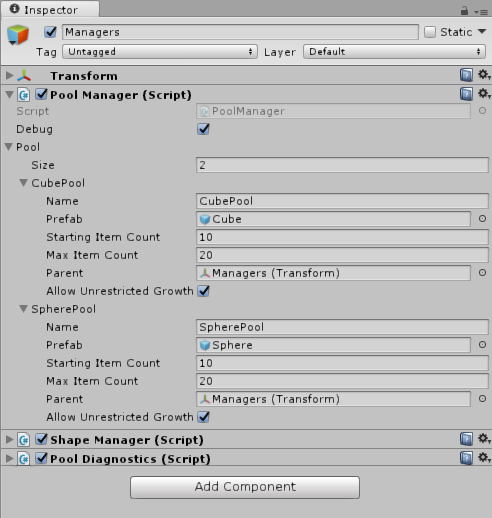 Inspector
Managers Static
Tag Untagged Layer Default
Transform
Pool Manager (Script)
Script PoolManager
Debug
Pool
Size 2
CubePool
Name CubePool
Prefab Cube
Starting Item Count 10
Max Item Count 20
Parent Managers (Transform)
Allow Unrestricted Growth
SpherePool
Name SpherePool
Prefab Sphere
Starting Item Count 10
Max Item Count 20
Parent Managers (Transform)
Allow Unrestricted Growth
Shape Manager (Script)
Pool Diagnostics (Script)
Add Component